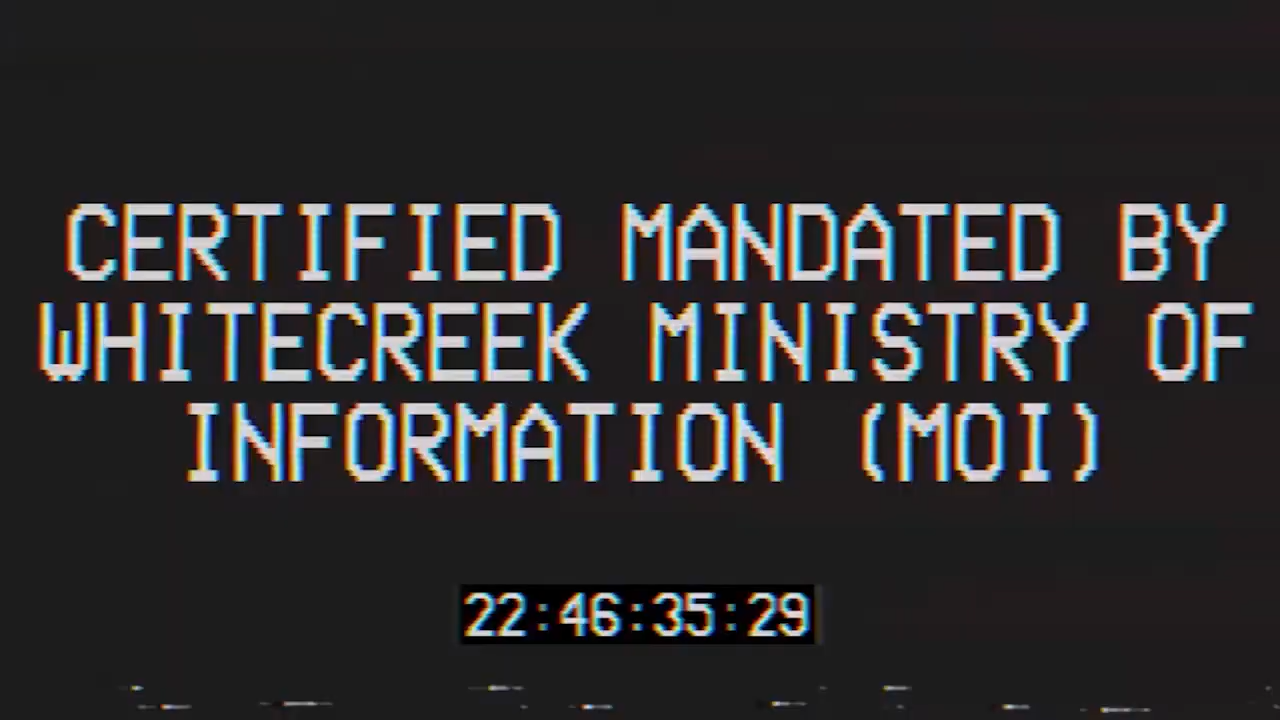 CERTIFIED MANDATED BY
WHITECREEK MINISTRY OF
INFORMATION (MOI)
22:46:35:29